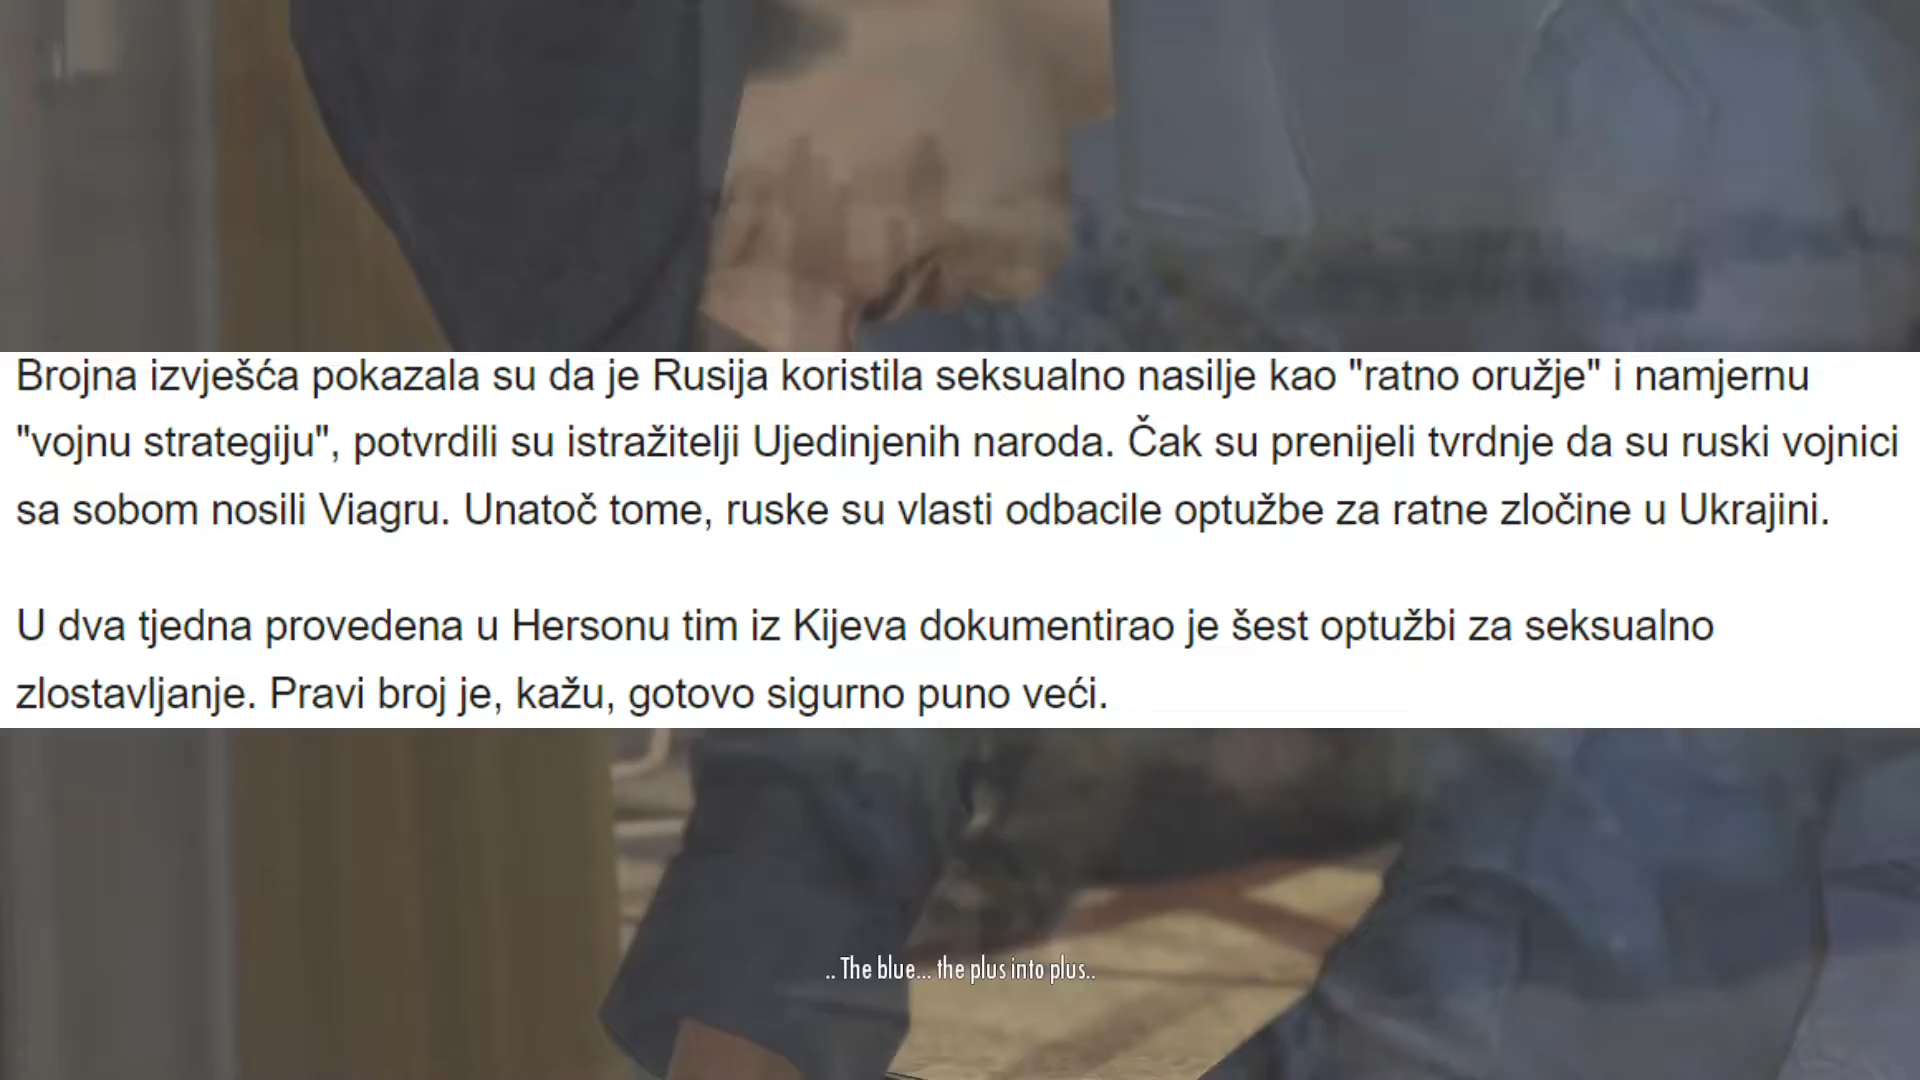 Brojna izvješća pokazala su da je Rusija koristila seksualno nasilje kao "ratno oružje" i namjernu
"vojnu strategiju", potvrdili su istražitelji Ujedinjenih naroda. Čak su prenijeli tvrdnje da su ruski vojnici
sa sobom nosili Viagru. Unatoč tome, ruske su vlasti odbacile optužbe za ratne zločine u Ukrajini.
U dva tjedna provedena u Hersonu tim iz Kijeva dokumentirao je šest optužbi za seksualno
zlostavljanje. Pravi broj je, kažu, gotovo sigurno puno veći.
.. The blue... the plus into plus..